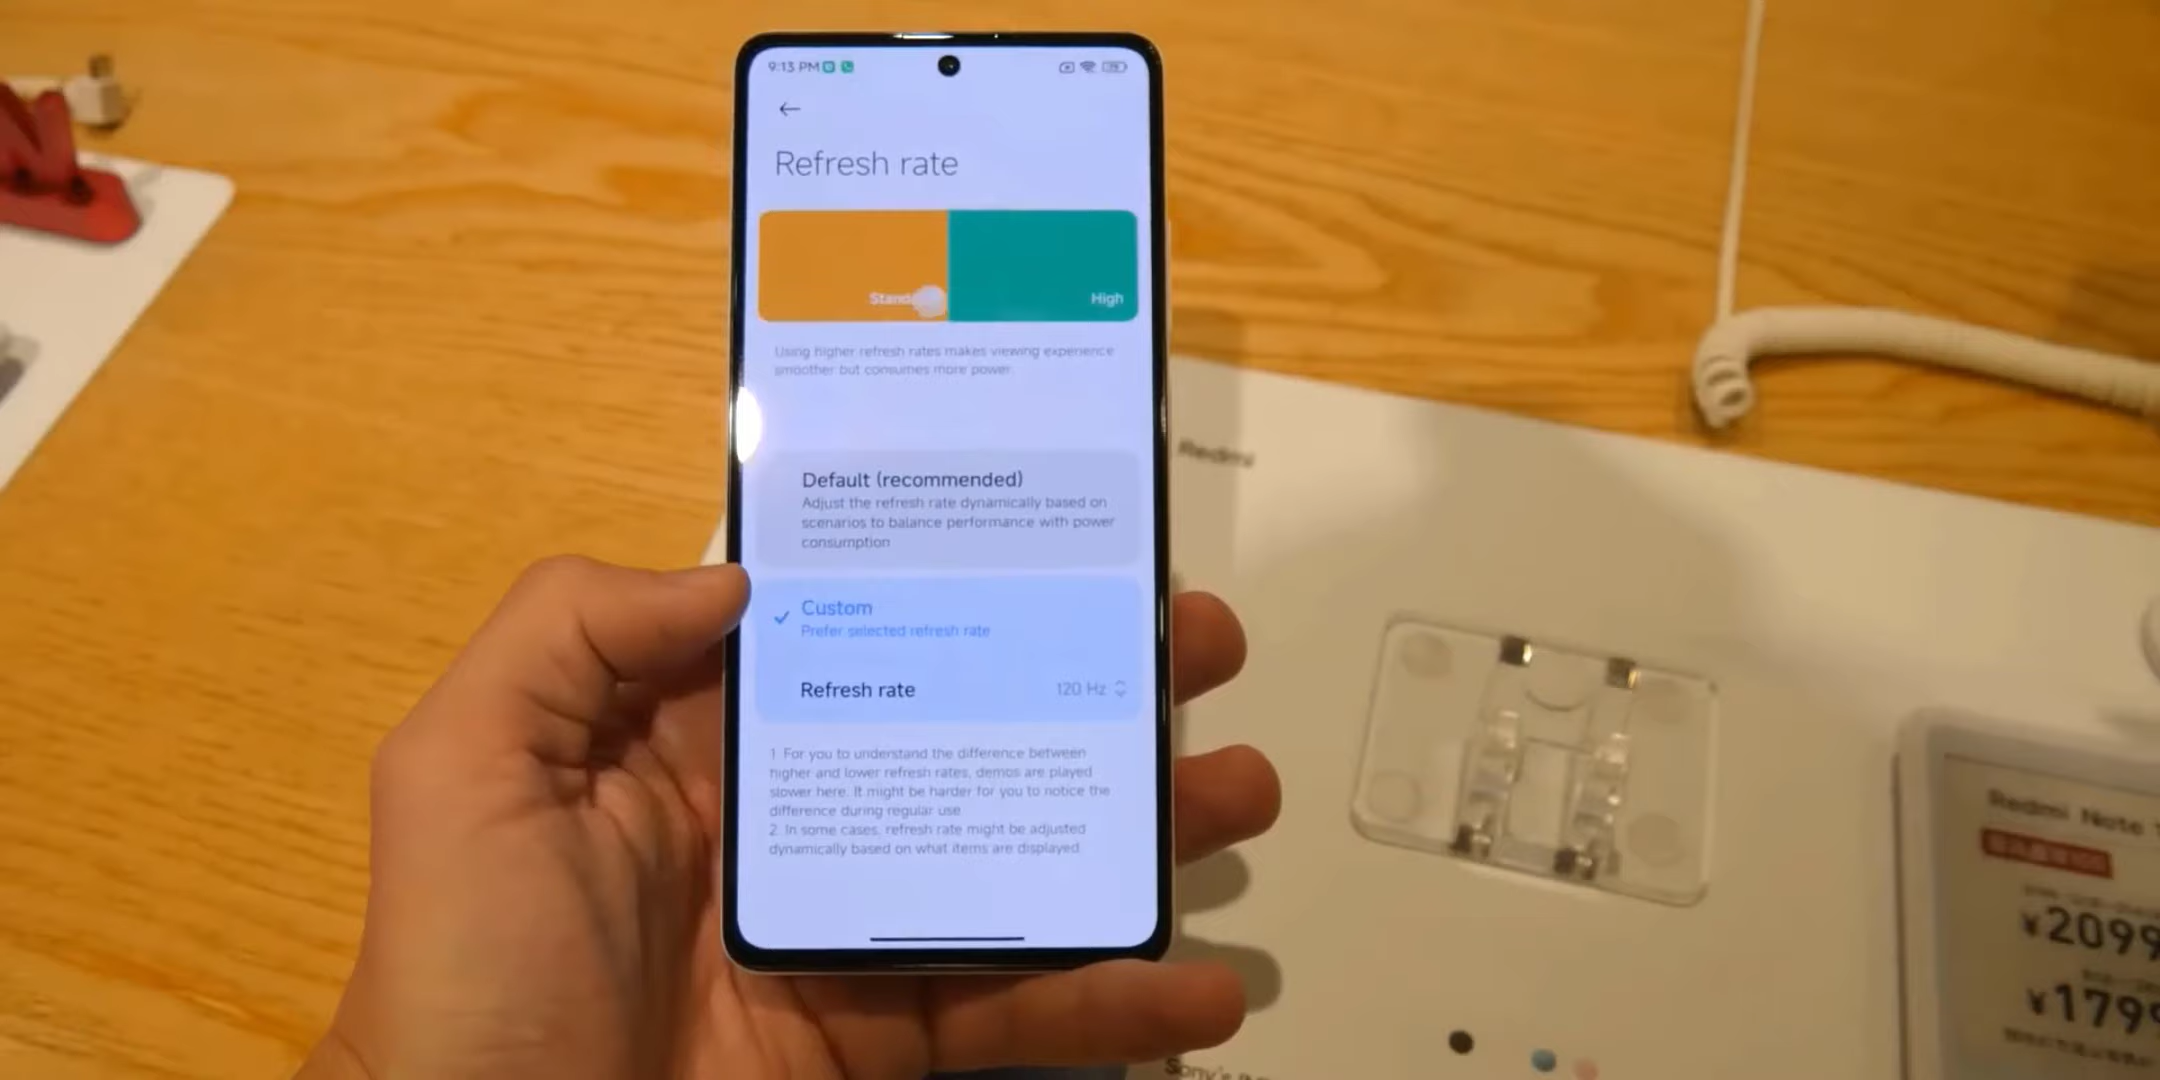 9:13 PM
Refresh rate
High
Using higher refresh rates makes viewing experience
smoother but consumes more power.
Default (recommended)
Adjust the refresh rate dynamically based on
scenarios to balance performance with power
consumption
Custom
Prefer selected refresh rate
Refresh rate
120 Hz
1. For you to understand the difference between
higher and lower refresh rates, demos are played
slower here. It might be harder for you to notice the
difference during regular use.
2. In some cases, refresh rate might be adjusted
dynamically based on what items are displayed.
Redmi
Redmi Note
¥2099
¥1799
Sony's